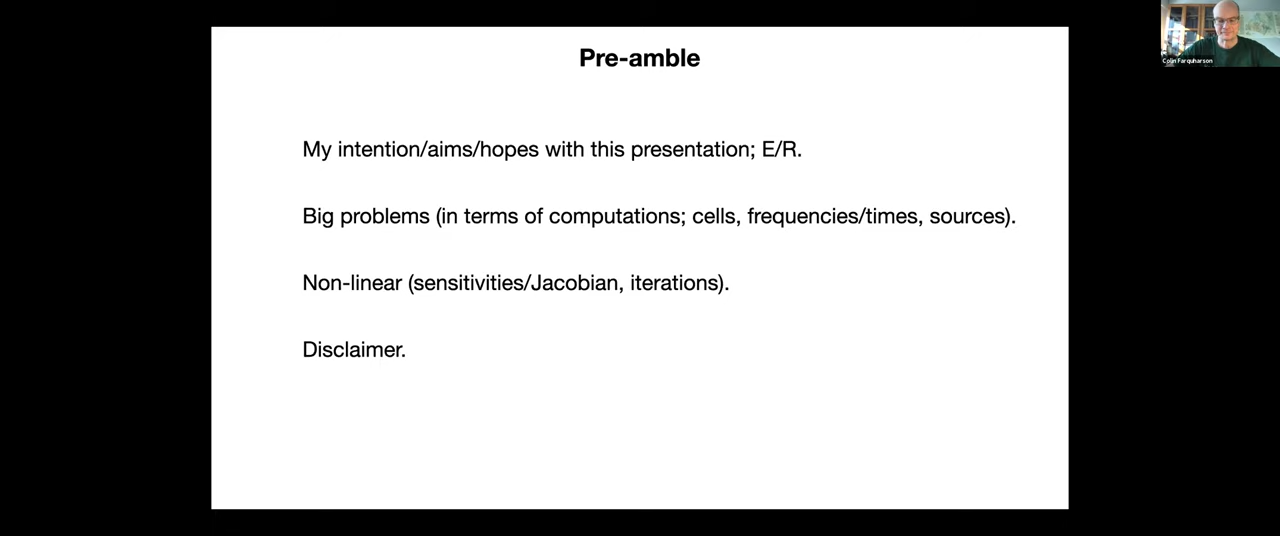 Pre-amble
Colin Farquharson
My intention/aims/hopes with this presentation; E/R.
Big problems (in terms of computations; cells, frequencies/times, sources).
Non-linear (sensitivities/Jacobian, iterations).
Disclaimer.